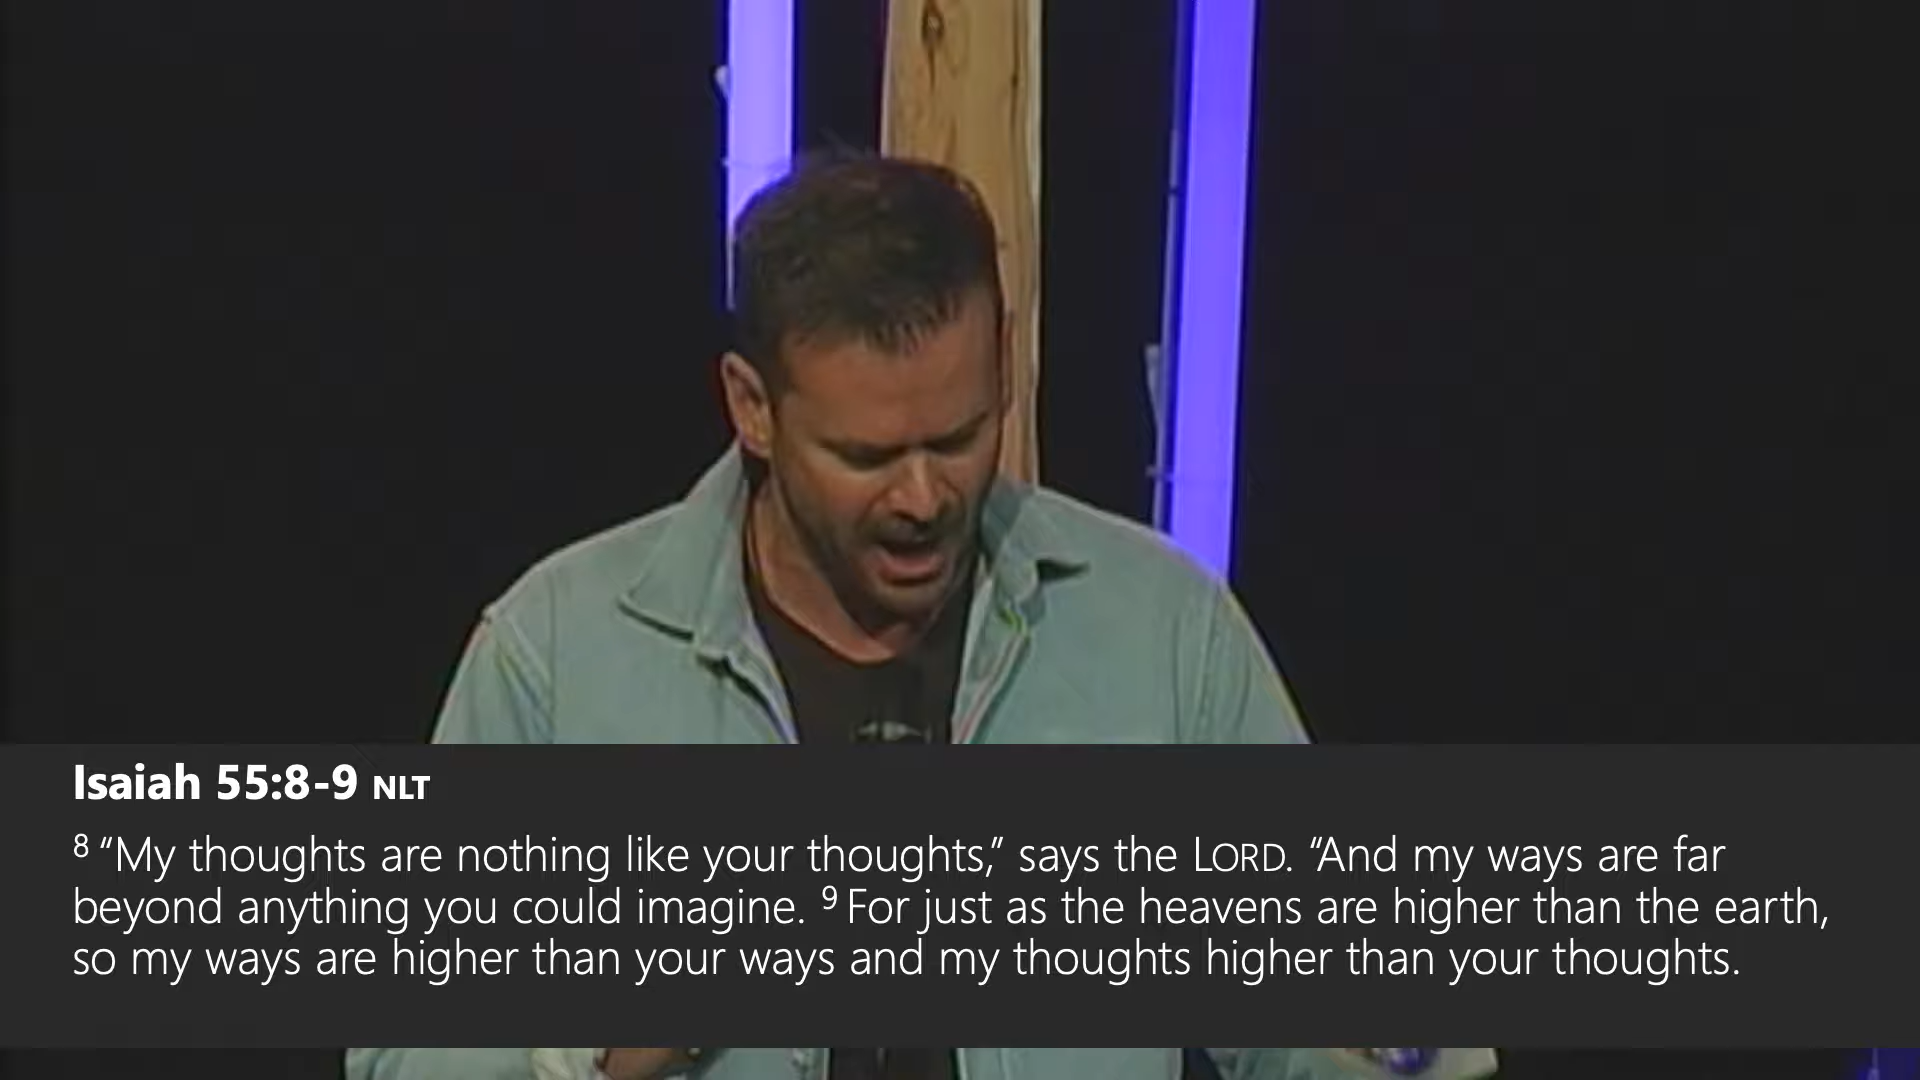 Isaiah 55:8-9 NLT
8 “My thoughts are nothing like your thoughts,” says the LORD. “And my ways are far
beyond anything you could imagine. 9 For just as the heavens are higher than the earth,
so my ways are higher than your ways and my thoughts higher than your thoughts.